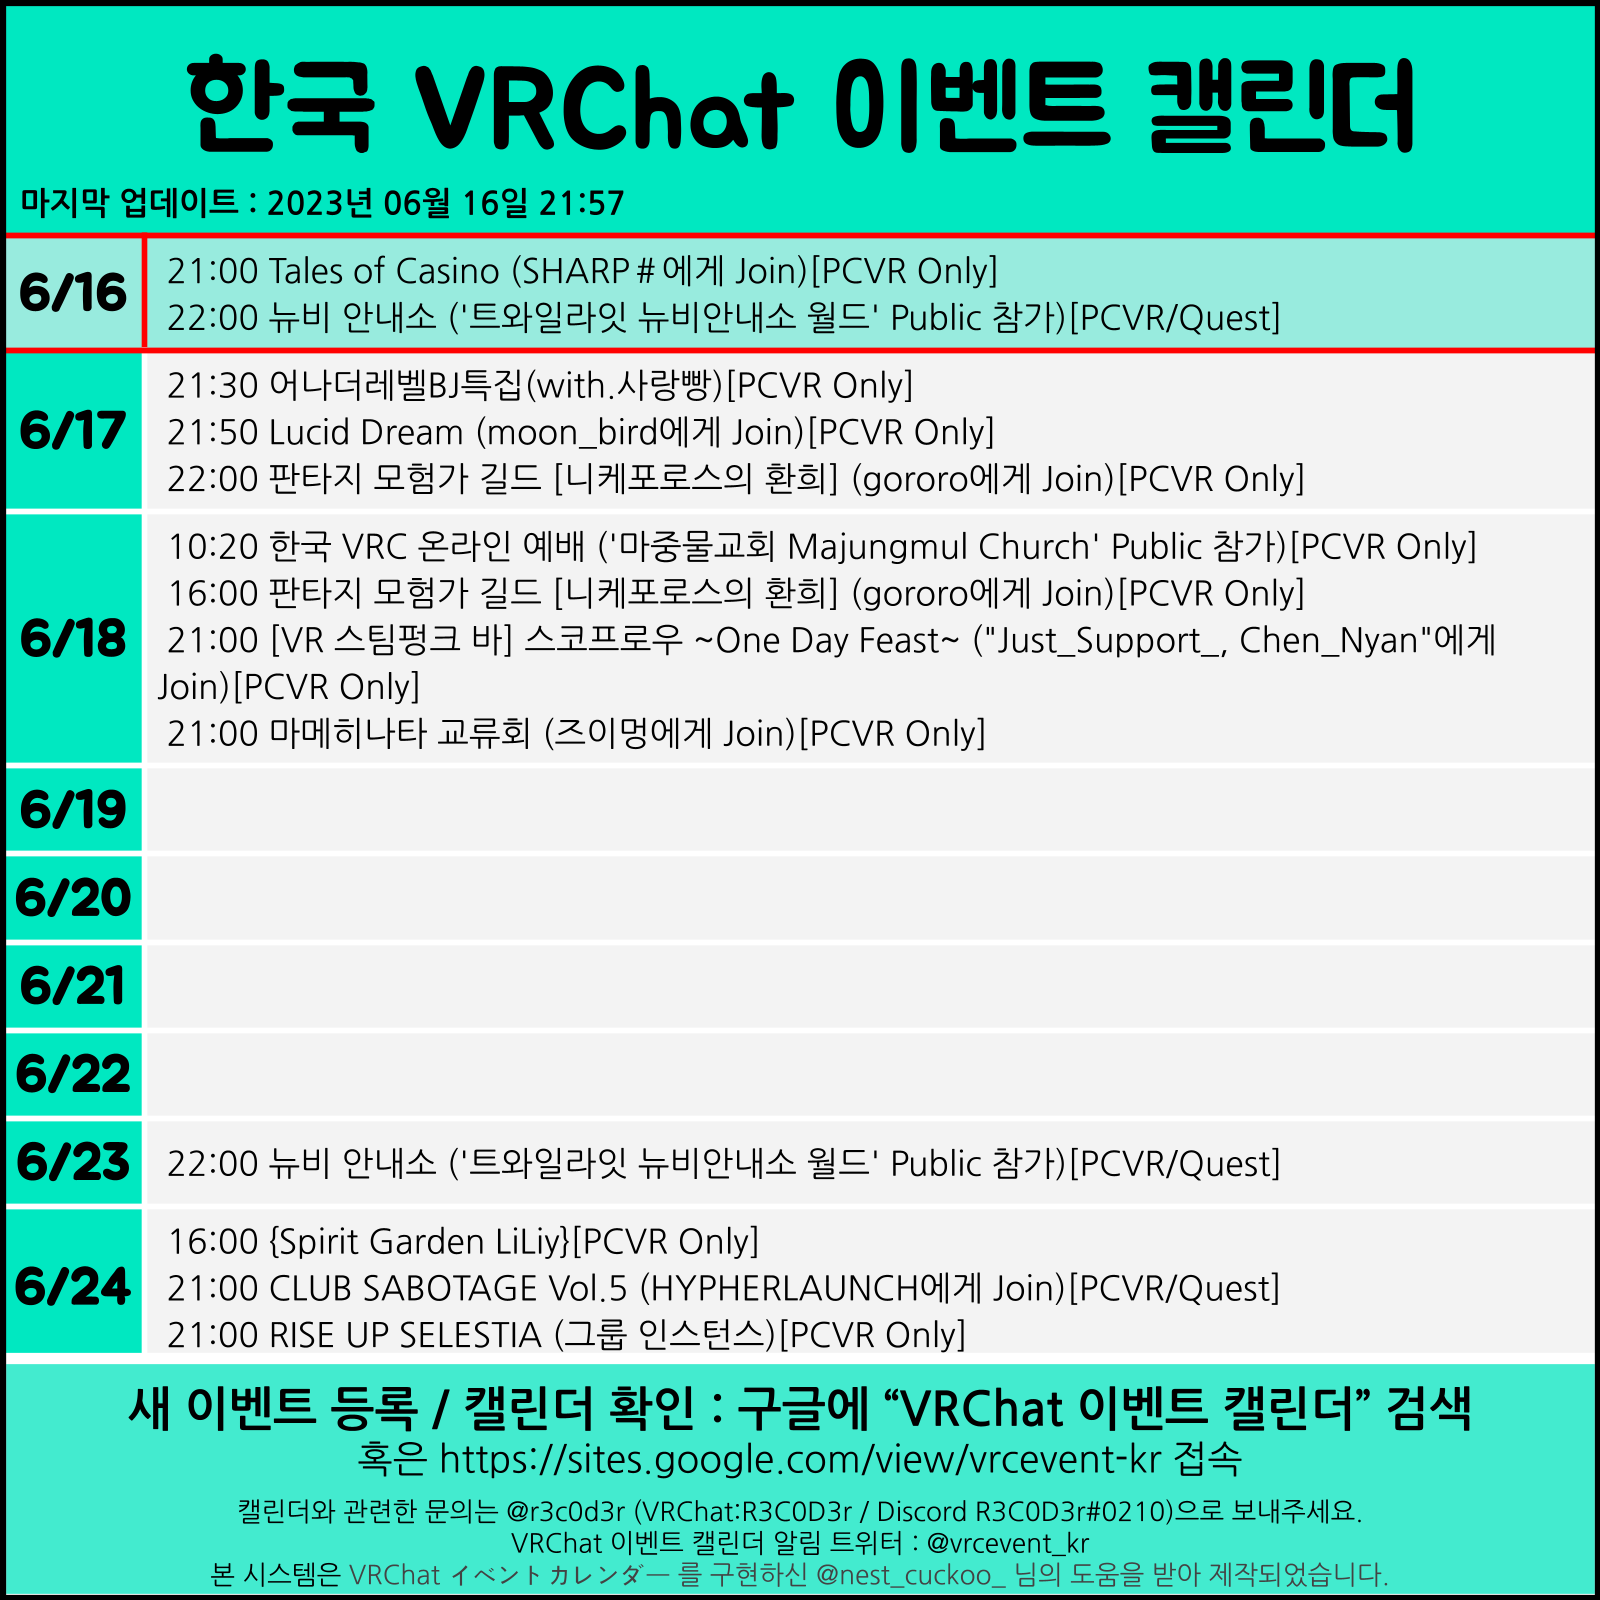 한국 VRChat 이벤트 캘린더
마지막 업데이트 : 2023년 06월 16일 21:57
6/16
21:00 Tales of Casino (SHARP#에게 Join)[PCVR Only]
22:00 뉴비 안내소 ('트와일라잇 뉴비안내소 월드' Public 참가)[PCVR/Quest]
6/17
21:30 어나더레벨BJ특집(with.사랑빵)[PCVR Only]
21:50 Lucid Dream (moon_bird에게 Join)[PCVR Only]
22:00 판타지 모험가 길드 [니케포로스의 환희] (gororo에게 Join)[PCVR Only]
6/18
10:20 한국 VRC 온라인 예배 ('마중물교회 Majungmul Church' Public 참가)[PCVR Only]
16:00 판타지 모험가 길드 [니케포로스의 환희] (gororo에게 Join)[PCVR Only]
21:00 [VR 스팀펑크 바] 스코프로우 ~One Day Feast~ ("Just_Support_, Chen_Nyan"에게
Join)[PCVR Only]
21:00 마메히나타 교류회 (즈이멍에게 Join)[PCVR Only]
6/19
6/20
6/21
6/22
6/23
22:00 뉴비 안내소 ('트와일라잇 뉴비안내소 월드' Public 참가)[PCVR/Quest]
6/24
16:00 {Spirit Garden LiLiy}[PCVR Only]
21:00 CLUB SABOTAGE Vol.5 (HYPHERLAUNCH에게 Join)[PCVR/Quest]
21:00 RISE UP SELESTIA (그룹 인스턴스)[PCVR Only]
새 이벤트 등록 / 캘린더 확인 : 구글에 “VRChat 이벤트 캘린더” 검색
혹은 https://sites.google.com/view/vrcevent-kr 접속
캘린더와 관련한 문의는 @r3c0d3r (VRChat:R3C0D3r / Discord R3C0D3r#0210)으로 보내주세요.
VRChat 이벤트 캘린더 알림 트위터 : @vrcevent_kr
본 시스템은 VRChat イベントカレンダー 를 구현하신 @nest_cuckoo_ 님의 도움을 받아 제작되었습니다.